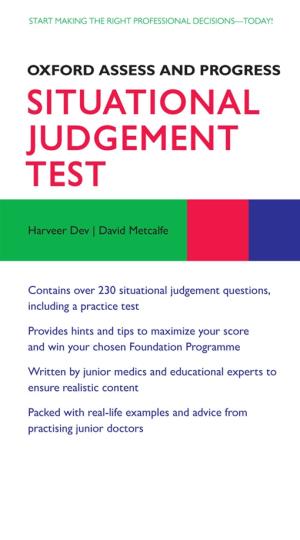 START MAKING THE RIGHT PROFESSIONAL DECISIONS—TODAY!
OXFORD ASSESS AND PROGRESS
SITUATIONAL
JUDGEMENT
TEST
Harveer Dev | David Metcalfe
Contains over 230 situational judgement questions,
including a practice test
Provides hints and tips to maximize your score
and win your chosen Foundation Programme
Written by junior medics and educational experts to
ensure realistic content
Packed with real-life examples and advice from
practising junior doctors